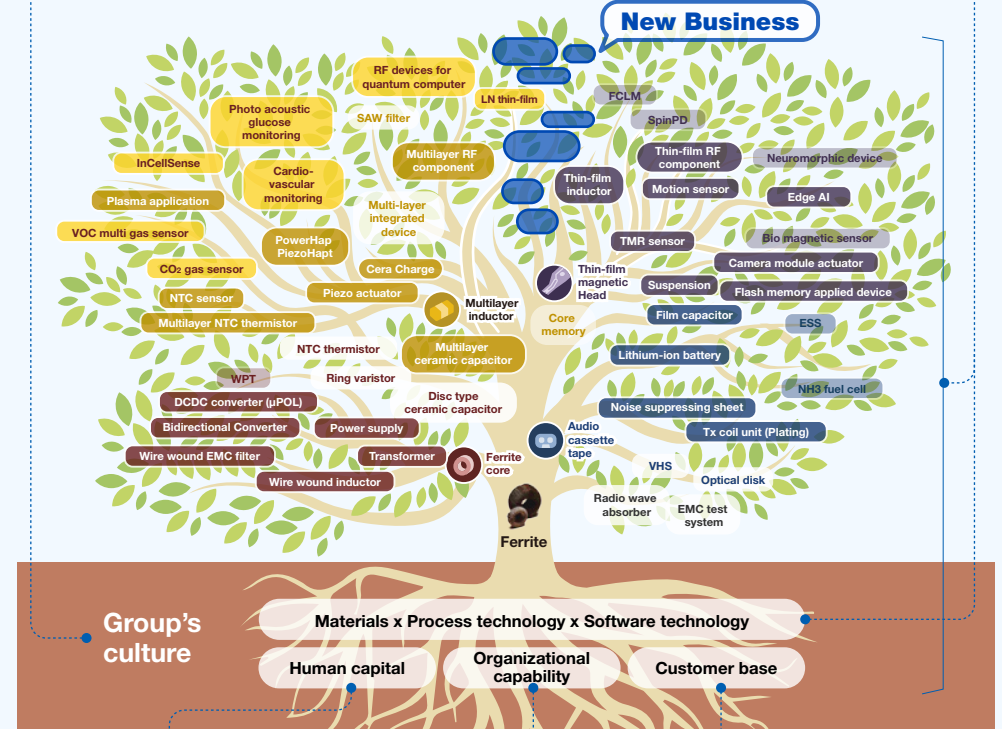 New Business
RF devices for
quantum computer
LN thin-film
FCLM
Photo acoustic
glucose
monitoring
SAW filter
SpinPD
InCellSense
Multilayer RF
component
Thin-film RF
component
Neuromorphic device
Cardio-
vascular
monitoring
Thin-film
inductor
Motion sensor
Edge AI
Plasma application
Multi-layer
integrated
device
VOC multi gas sensor
PowerHap
PiezoHapt
TMR sensor
Bio magnetic sensor
CO₂ gas sensor
Cera Charge
Camera module actuator
Thin-film
magnetic
Head
Suspension
Flash memory applied device
NTC sensor
Piezo actuator
Multilayer
inductor
Core
memory
Film capacitor
ESS
Multilayer NTC thermistor
NTC thermistor
Multilayer
ceramic capacitor
Lithium-ion battery
WPT
Ring varistor
NH3 fuel cell
DCDC converter (μPOL)
Disc type
ceramic capacitor
Noise suppressing sheet
Bidirectional Converter
Power supply
Audio
cassette
tape
Tx coil unit (Plating)
Wire wound EMC filter
Transformer
Ferrite
core
VHS
Optical disk
Wire wound inductor
Radio wave
absorber
EMC test
system
Ferrite
Group's
culture
Materials x Process technology x Software technology
Human capital
Organizational
capability
Customer base